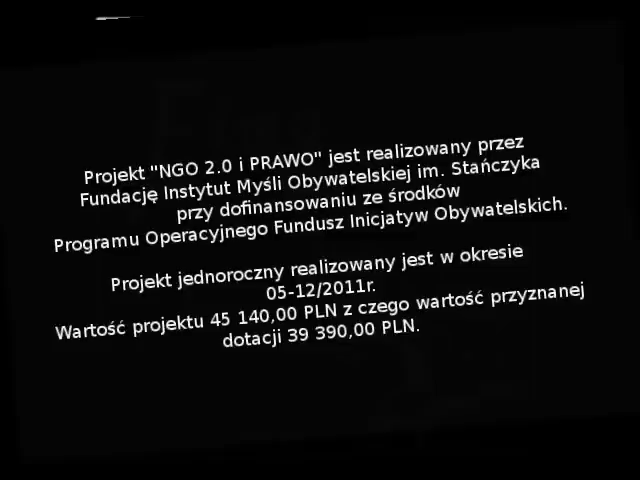 Projekt "NGO 2.0 i PRAWO" jest realizowany przez
Fundację Instytut Myśli Obywatelskiej im. Stańczyka
przy dofinansowaniu ze środków
Programu Operacyjnego Fundusz Inicjatyw Obywatelskich.
Projekt jednoroczny realizowany jest w okresie
05-12/2011r.
Wartość projektu 45 140,00 PLN z czego wartość przyznanej
dotacji 39 390,00 PLN.